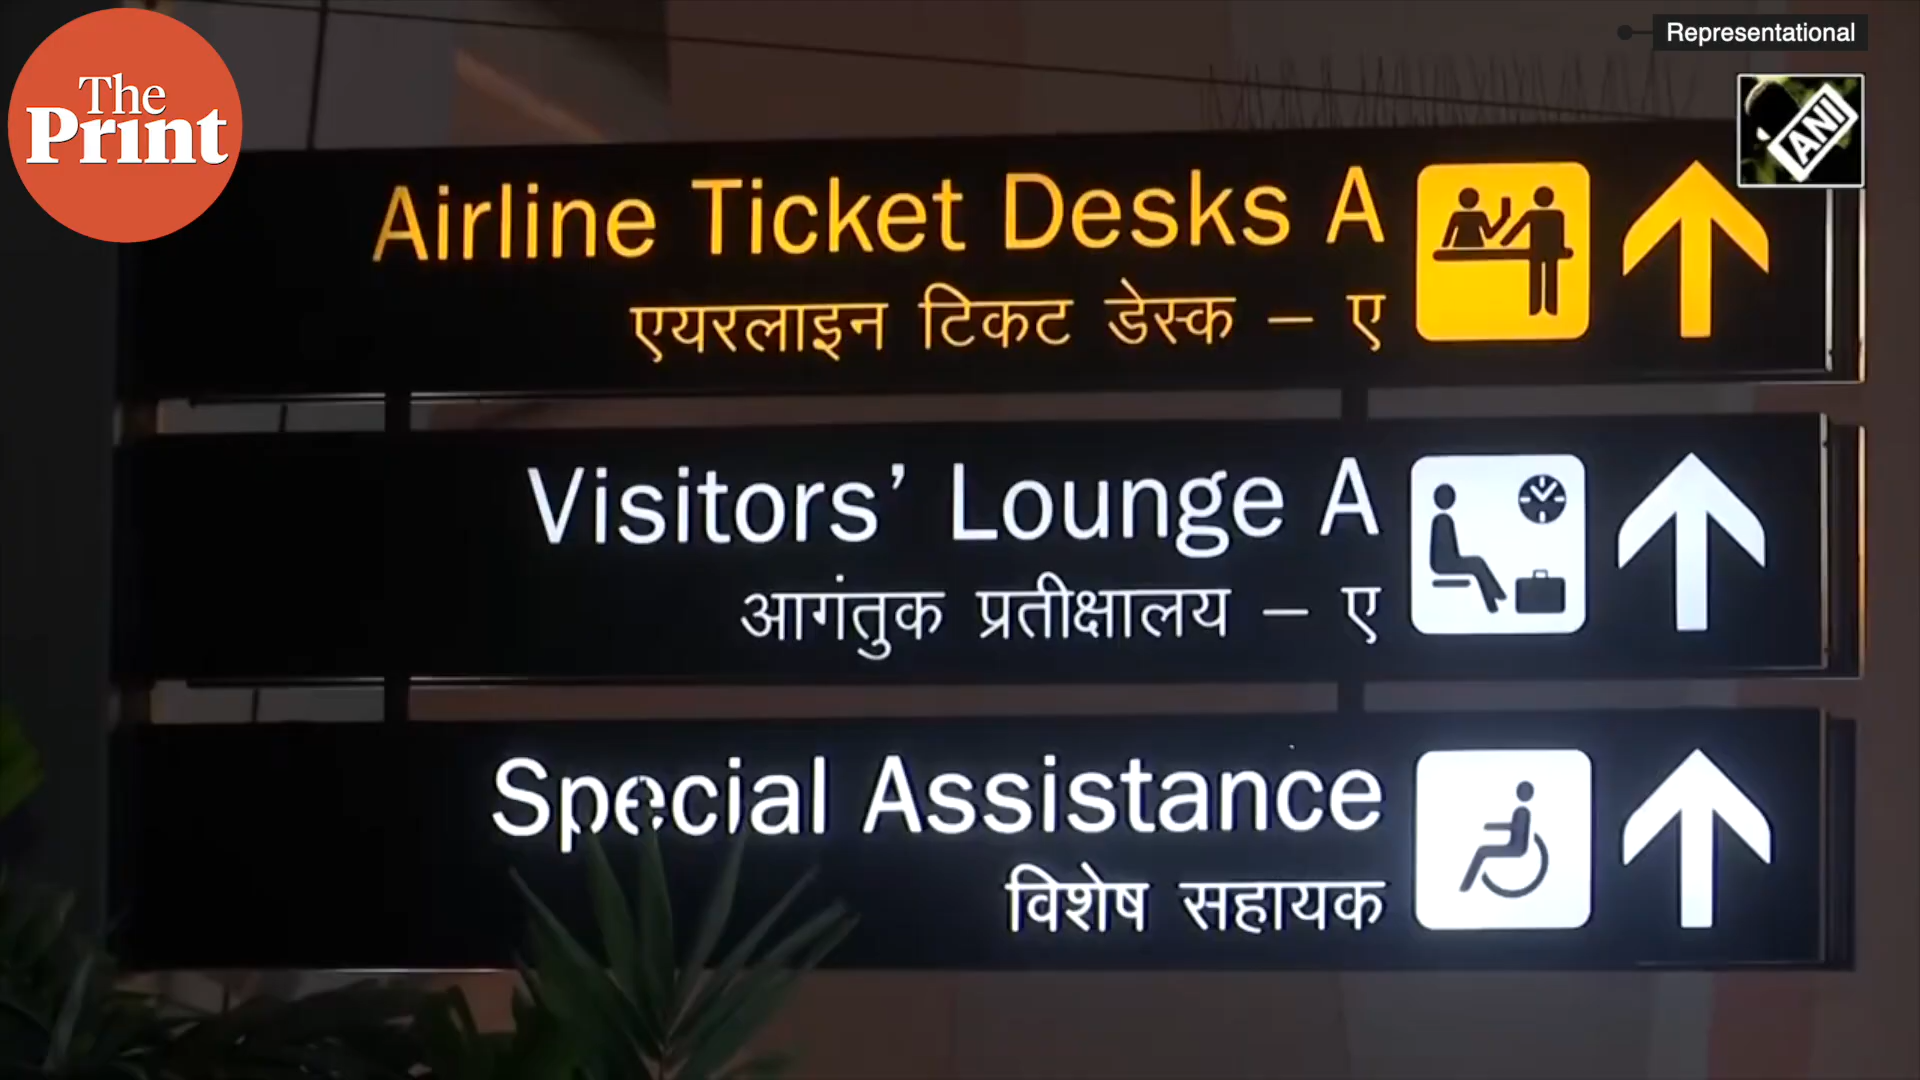 The
Print
Representational
ANI
Airline Ticket Desks A
एयरलाइन टिकट डेस्क – ए
Visitors’ Lounge A
आगंतुक प्रतीक्षालय – ए
Special Assistance
विशेष सहायक